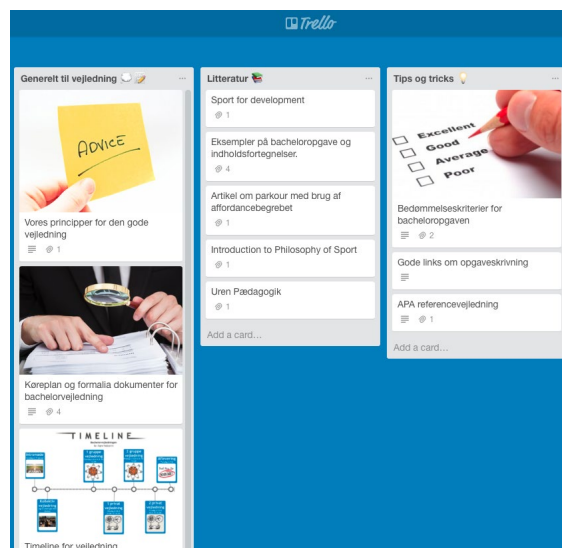 Trello
Generelt til vejledning
ADVICE
Vores principper for den gode
vejledning
1
Køreplan og formalia dokumenter for
bachelorvejledning
4
TIMELINE
Timeline for vejledning
Litteratur
Sport for development
1
Eksempler på bacheloropgave og
indholdsfortegnelser.
4
Artikel om parkour med brug af
affordancebegrebet
1
Introduction to Philosophy of Sport
1
Uren Pædagogik
1
Add a card...
Tips og tricks
Excellent
Good
Average
Poor
Bedømmelseskriterier for
bacheloropgaven
2
Gode links om opgaveskrivning
APA referencevejledning
1
Add a card...